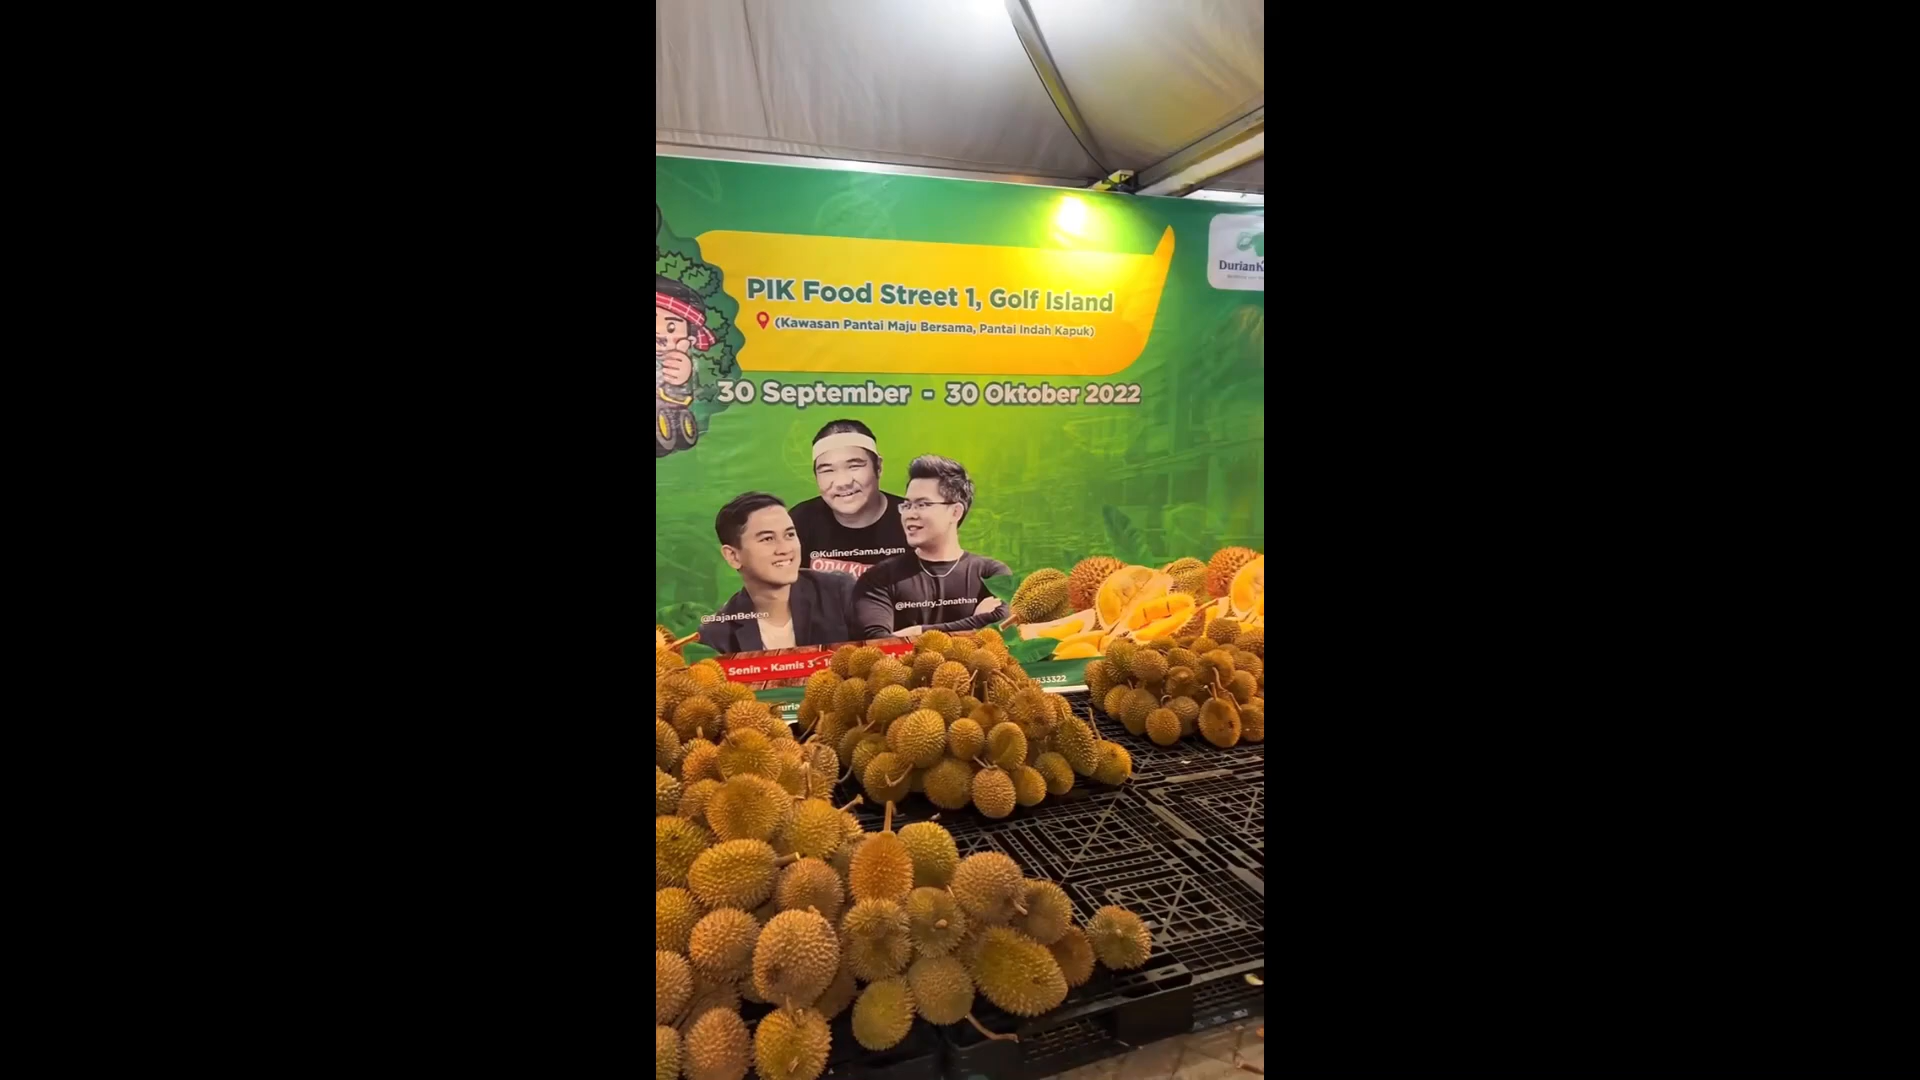 PIK Food Street 1, Golf Island
(Kawasan Pantai Maju Bersama, Pantai Indah Kapuk)
30 September - 30 Oktober 2022
@KulinerSamaAgam
@Hendry.Jonathan
@JajanBeken
Senin - Kamis 3 -